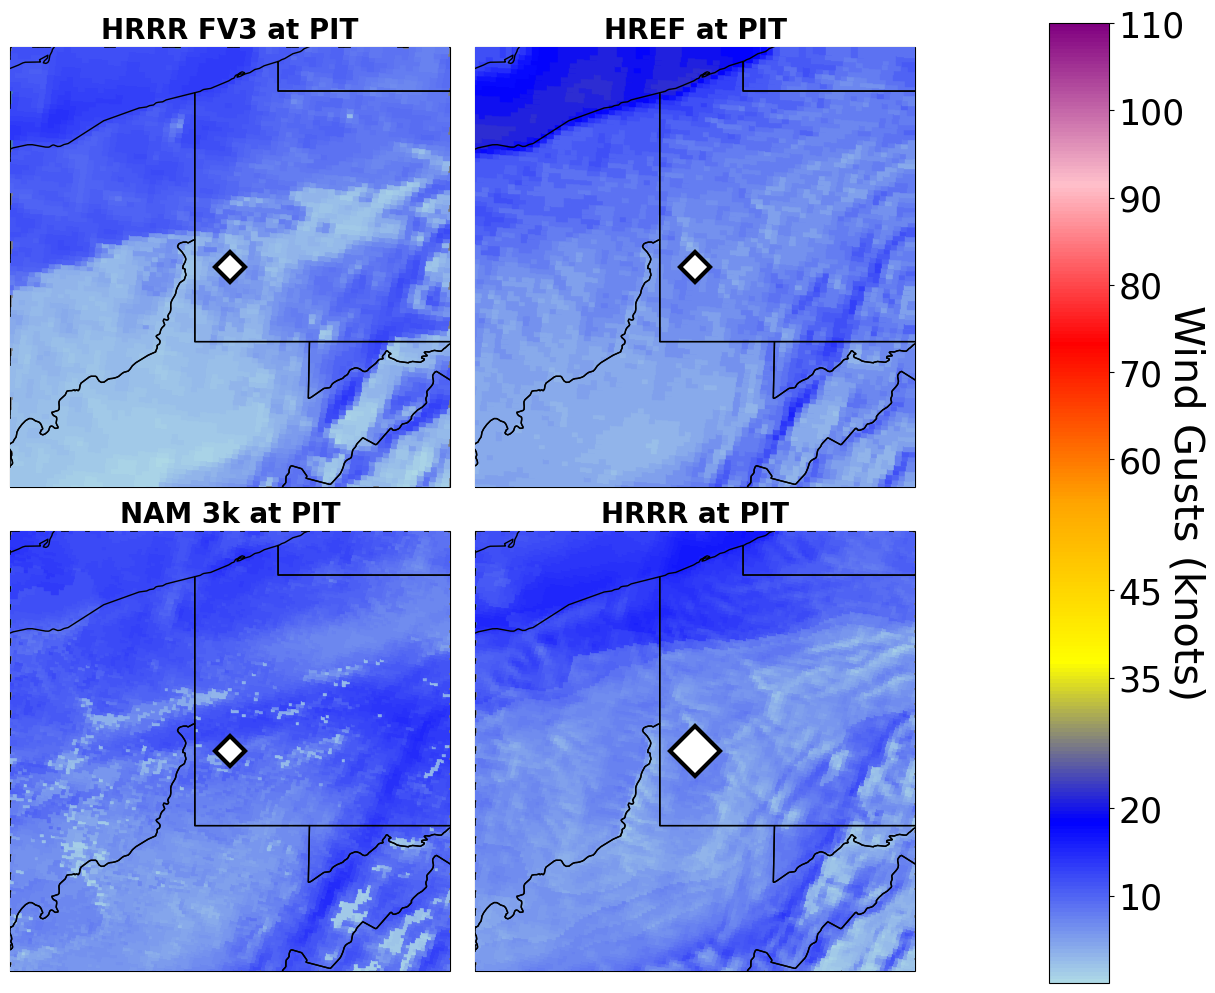 HRRR FV3 at PIT
HREF at PIT
NAM 3k at PIT
HRRR at PIT
110
100
90
80
70
60
45
35
20
10
Wind Gusts (knots)